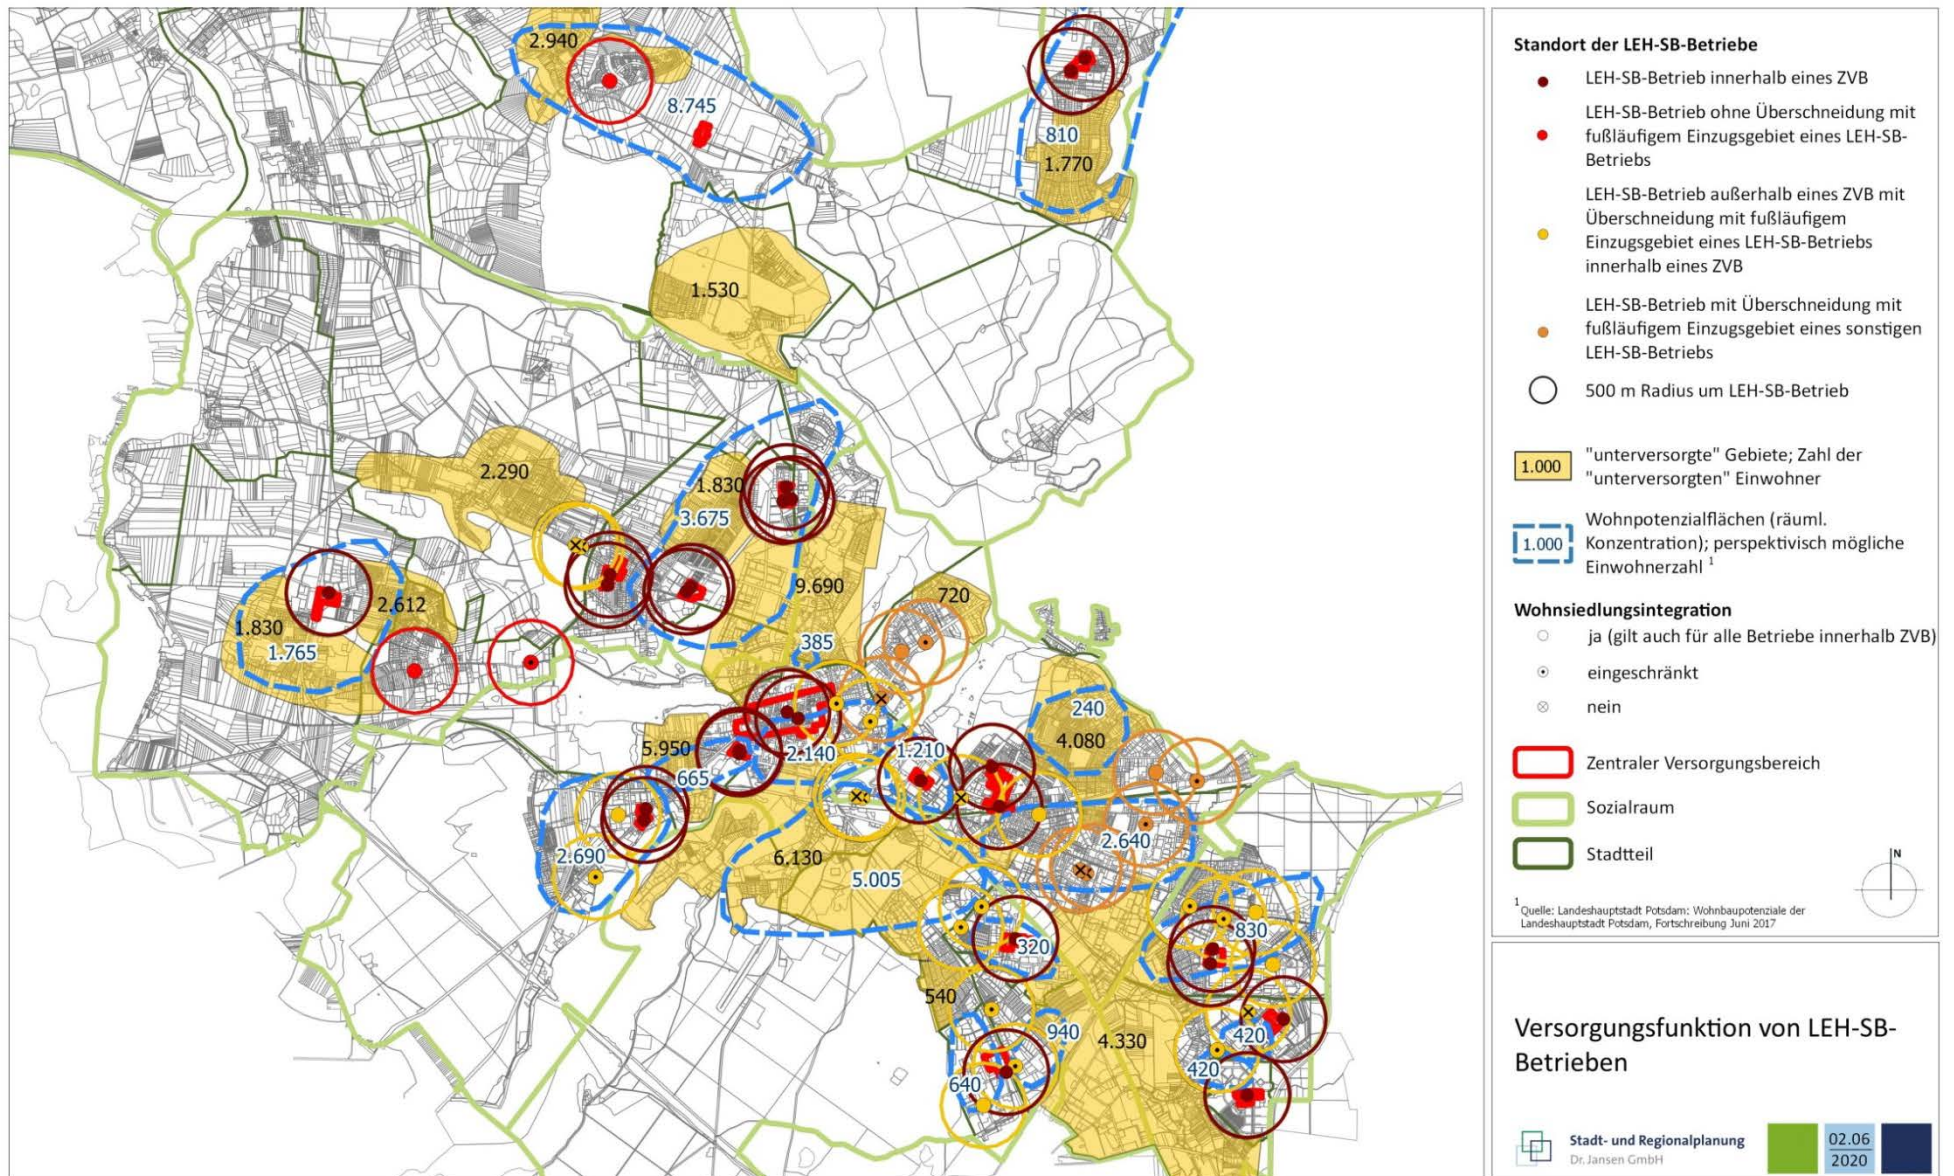 2.940
8.745
810
1.770
1.530
2.290
1.830
3.675
9.690
720
2.612
1.830
1.765
385
240
4.080
5.950
2.140
1.210
665
2.640
2.690
6.130
5.005
830
320
540
940
4.330
420
420
640
Standort der LEH-SB-Betriebe
LEH-SB-Betrieb innerhalb eines ZVB
LEH-SB-Betrieb ohne Überschneidung mit
fußläufigem Einzugsgebiet eines LEH-SB-
Betriebs
LEH-SB-Betrieb außerhalb eines ZVB mit
Überschneidung mit fußläufigem
Einzugsgebiet eines LEH-SB-Betriebs
innerhalb eines ZVB
LEH-SB-Betrieb mit Überschneidung mit
fußläufigem Einzugsgebiet eines sonstigen
LEH-SB-Betriebs
500 m Radius um LEH-SB-Betrieb
1.000
"unterversorgte" Gebiete; Zahl der
"unterversorgten" Einwohner
1.000
Wohnpotenzialflächen (räuml.
Konzentration); perspektivisch mögliche
Einwohnerzahl 1
Wohnsiedlungsintegration
ja (gilt auch für alle Betriebe innerhalb ZVB)
eingeschränkt
nein
Zentraler Versorgungsbereich
Sozialraum
Stadtteil
N
1 Quelle: Landeshauptstadt Potsdam: Wohnbaupotenziale der
Landeshauptstadt Potsdam, Fortschreibung Juni 2017
Versorgungsfunktion von LEH-SB-
Betrieben
Stadt- und Regionalplanung
Dr. Jansen GmbH
02.06
2020